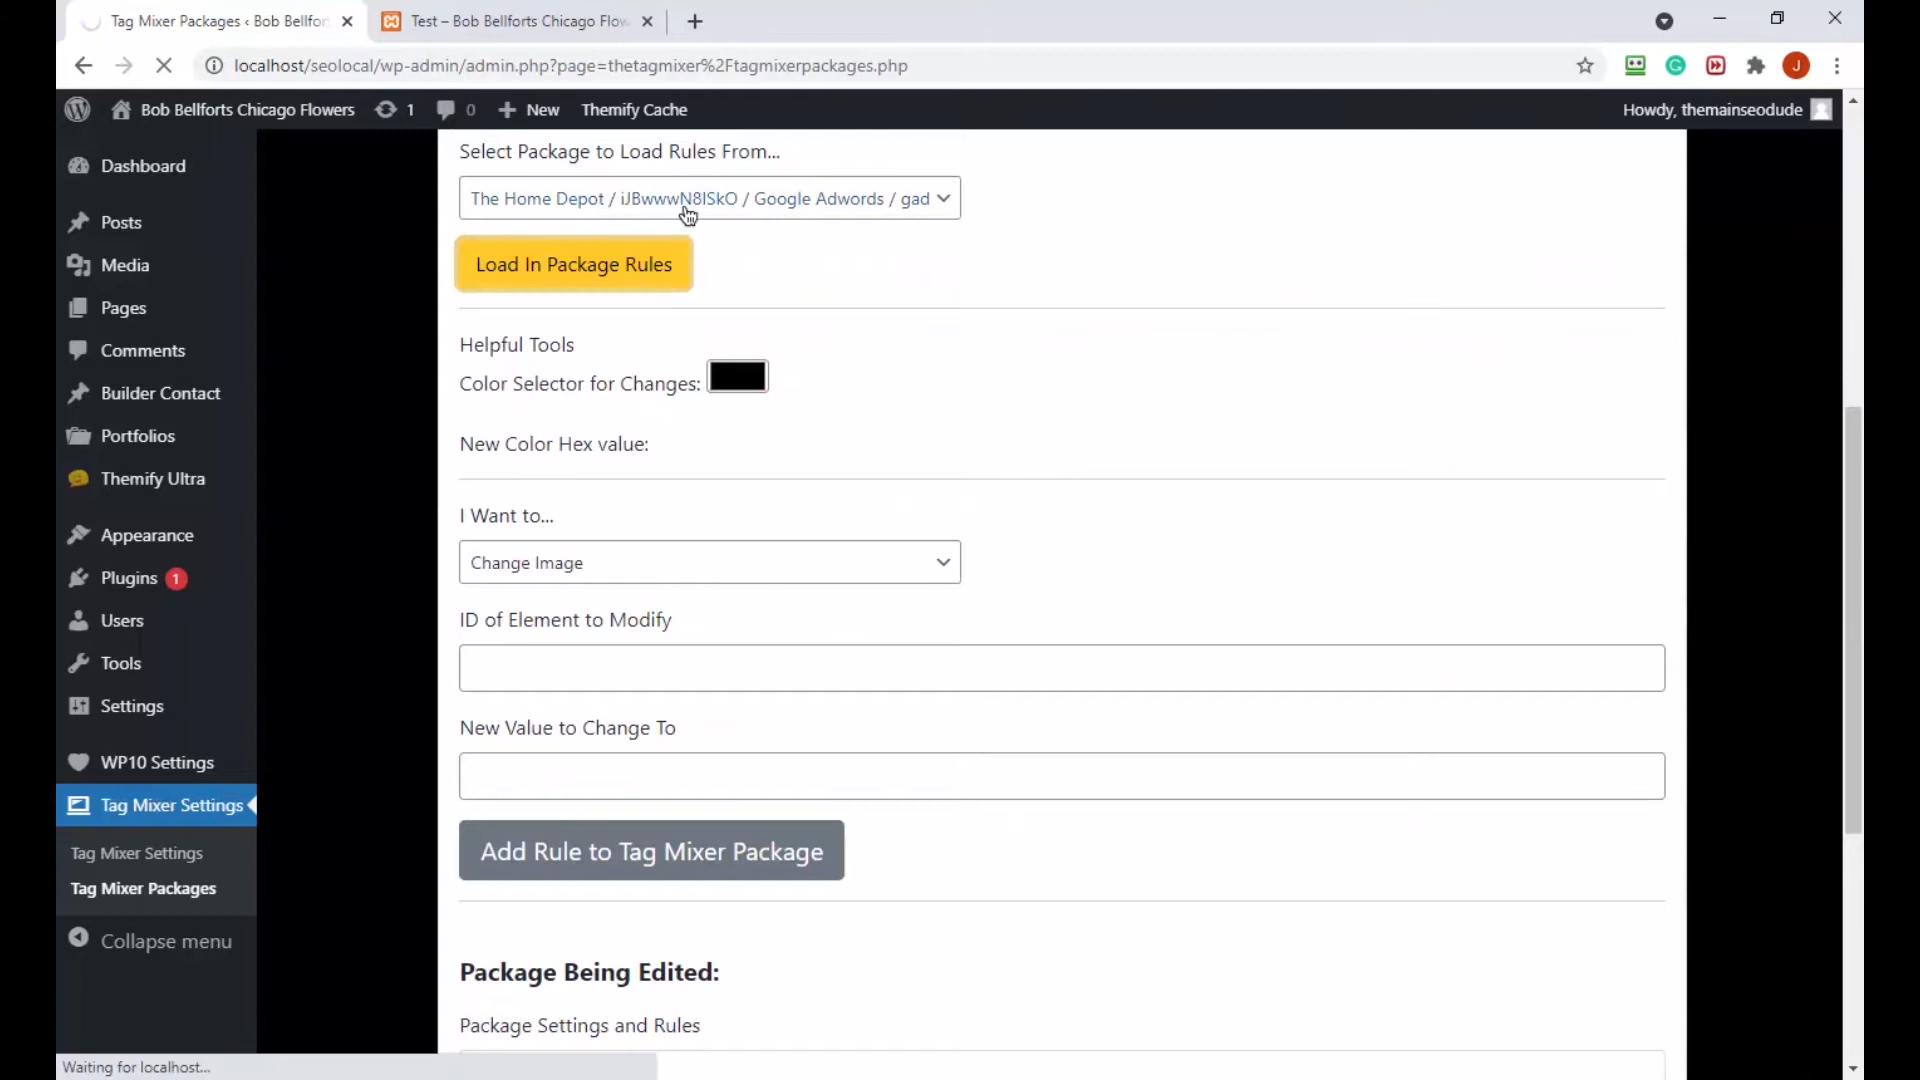 Tag Mixer Packages ‹ Bob Bellfor
Test – Bob Bellforts Chicago Flow
localhost/seolocal/wp-admin/admin.php?page=thetagmixer%2Ftagmixerpackages.php
J
Bob Bellforts Chicago Flowers
1
0
New
Themify Cache
Howdy, themainseodude
Dashboard
Posts
Media
Pages
Comments
Builder Contact
Portfolios
Themify Ultra
Appearance
Plugins 1
Users
Tools
Settings
WP10 Settings
Tag Mixer Settings
Tag Mixer Settings
Tag Mixer Packages
Collapse menu
Select Package to Load Rules From...
The Home Depot / iJBwwwN8lSkO / Google Adwords / gad
Load In Package Rules
Helpful Tools
Color Selector for Changes:
New Color Hex value:
I Want to...
Change Image
ID of Element to Modify
New Value to Change To
Add Rule to Tag Mixer Package
Package Being Edited:
Package Settings and Rules
Waiting for localhost...